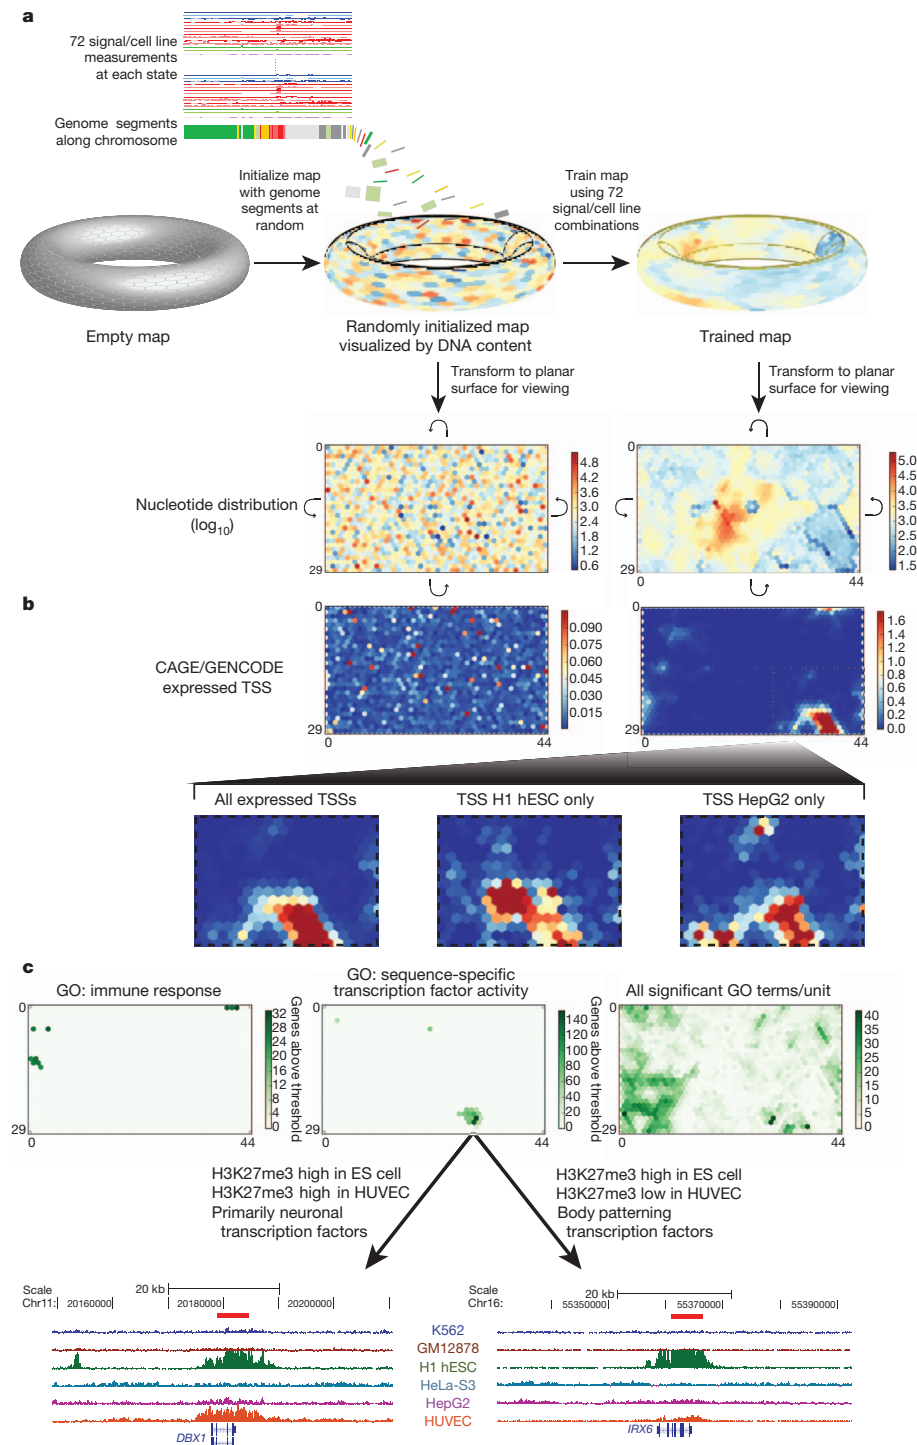 a
72 signal/cell line
measurements
at each state
Genome segments
along chromosome
Initialize map
with genome
segments at
random
Train map
using 72
signal/cell line
combinations
Empty map
Randomly initialized map
visualized by DNA content
Trained map
Transform to planar
surface for viewing
Transform to planar
surface for viewing
Nucleotide distribution
(log10)
0
29
4.8
4.2
3.6
3.0
2.4
1.8
1.2
0.6
0
29
0
44
5.0
4.5
4.0
3.5
3.0
2.5
2.0
1.5
b
CAGE/GENCODE
expressed TSS
0
29
0
44
0.090
0.075
0.060
0.045
0.030
0.015
0
29
0
44
1.6
1.4
1.2
1.0
0.8
0.6
0.4
0.2
0.0
All expressed TSSs
TSS H1 hESC only
TSS HepG2 only
c
GO: immune response
0
29
0
44
32
28
24
20
16
12
8
4
0
Genes above threshold
GO: sequence-specific
transcription factor activity
0
29
0
44
140
120
100
80
60
40
20
0
Genes above threshold
All significant GO terms/unit
0
29
0
44
40
35
30
25
20
15
10
5
0
H3K27me3 high in ES cell
H3K27me3 high in HUVEC
Primarily neuronal
transcription factors
H3K27me3 high in ES cell
H3K27me3 low in HUVEC
Body patterning
transcription factors
Scale
20 kb
Chr11:
20160000
20180000
20200000
Scale
20 kb
Chr16:
55350000
55370000
55390000
K562
GM12878
H1 hESC
HeLa-S3
HepG2
HUVEC
DBX1
IRX6